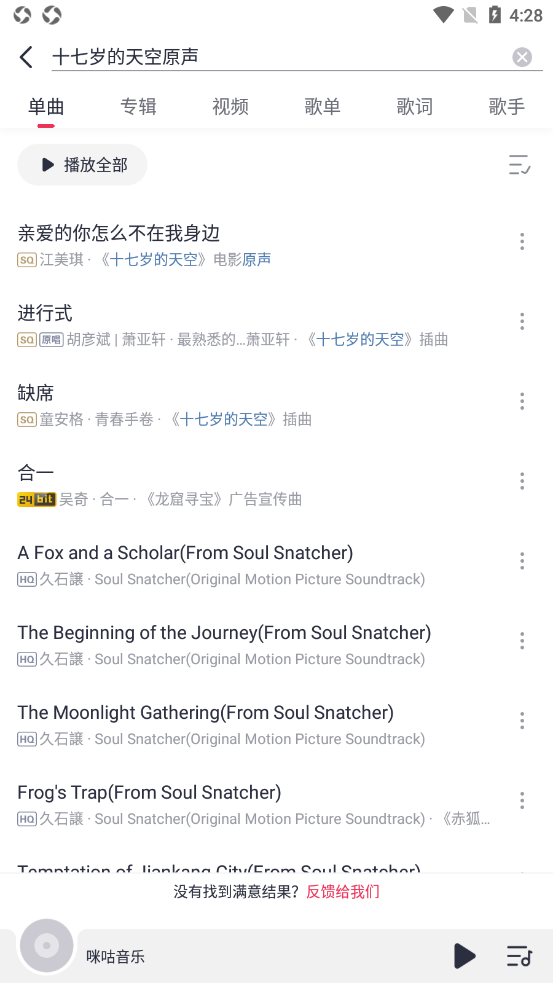 4:28
十七岁的天空原声
单曲 专辑 视频 歌单 歌词 歌手
播放全部
亲爱的你怎么不在我身边
SQ 江美琪 · 《十七岁的天空》电影原声
进行式
SQ 原唱 胡彦斌 | 萧亚轩 · 最熟悉的...萧亚轩 · 《十七岁的天空》插曲
缺席
SQ 童安格 · 青春手卷 · 《十七岁的天空》插曲
合一
24bit 吴奇 · 合一 · 《龙窟寻宝》广告宣传曲
A Fox and a Scholar(From Soul Snatcher)
HQ 久石譲 · Soul Snatcher(Original Motion Picture Soundtrack)
The Beginning of the Journey(From Soul Snatcher)
HQ 久石譲 · Soul Snatcher(Original Motion Picture Soundtrack)
The Moonlight Gathering(From Soul Snatcher)
HQ 久石譲 · Soul Snatcher(Original Motion Picture Soundtrack)
Frog's Trap(From Soul Snatcher)
HQ 久石譲 · Soul Snatcher(Original Motion Picture Soundtrack) · 《赤狐...
Temptation of Jiankang City(From Soul Snatcher)
没有找到满意结果？反馈给我们
咪咕音乐